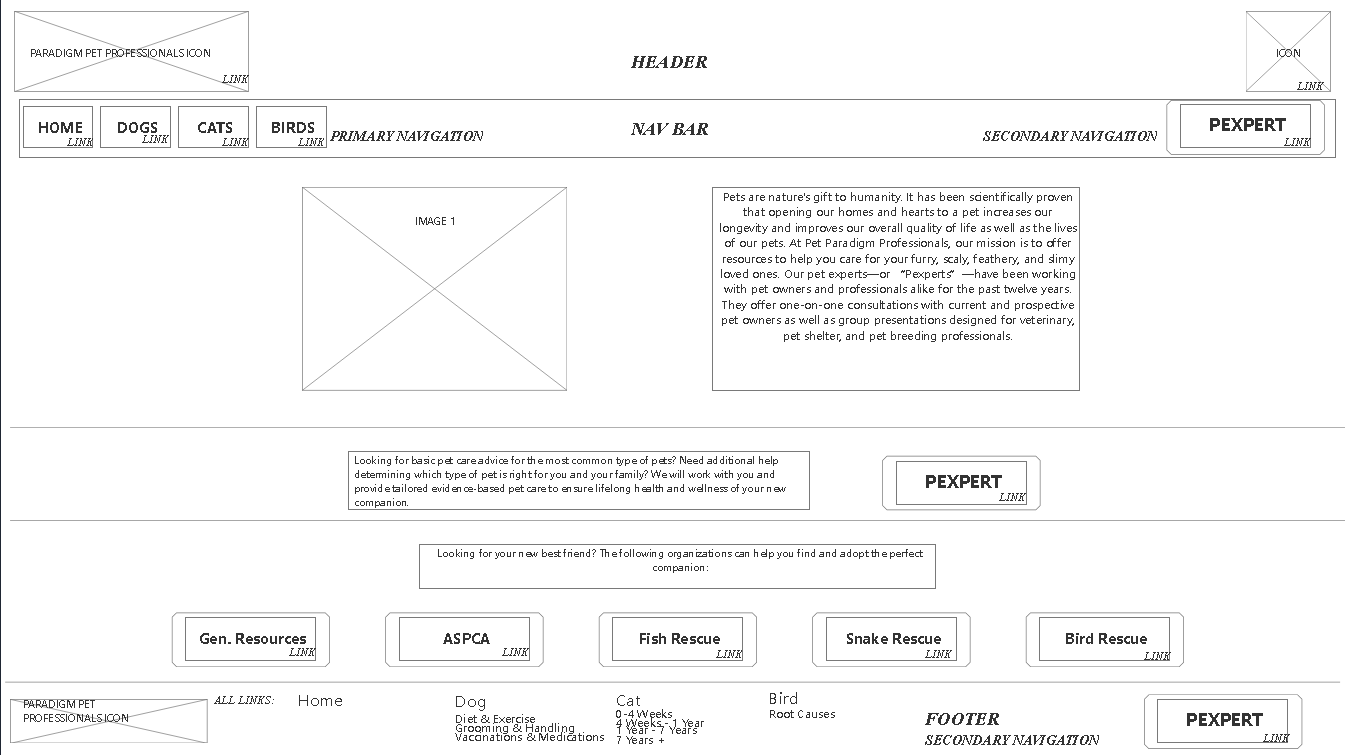 PARADIGM PET PROFESSIONALS ICON
LINK
HEADER
ICON
LINK
HOME
LINK
DOGS
LINK
CATS
LINK
BIRDS
LINK
PRIMARY NAVIGATION
NAV BAR
SECONDARY NAVIGATION
PEXPERT
LINK
IMAGE 1
Pets are nature's gift to humanity. It has been scientifically proven
that opening our homes and hearts to a pet increases our
longevity and improves our overall quality of life as well as the lives
of our pets. At Pet Paradigm Professionals, our mission is to offer
resources to help you care for your furry, scaly, feathery, and slimy
loved ones. Our pet experts—or “Pexperts” —have been working
with pet owners and professionals alike for the past twelve years.
They offer one-on-one consultations with current and prospective
pet owners as well as group presentations designed for veterinary,
pet shelter, and pet breeding professionals.
Looking for basic pet care advice for the most common type of pets? Need additional help
determining which type of pet is right for you and your family? We will work with you and
provide tailored evidence-based pet care to ensure lifelong health and wellness of your new
companion.
PEXPERT
LINK
Looking for your new best friend? The following organizations can help you find and adopt the perfect
companion:
Gen. Resources
LINK
ASPCA
LINK
Fish Rescue
LINK
Snake Rescue
LINK
Bird Rescue
LINK
PARADIGM PET
PROFESSIONALS ICON
ALL LINKS:
Home
Dog
Diet & Exercise
Grooming & Handling
Vaccinations & Medications
Cat
0-4 Weeks
4 Weeks - 1 Year
1 Year - 7 Years
7 Years +
Bird
Root Causes
FOOTER
SECONDARY NAVIGATION
PEXPERT
LINK